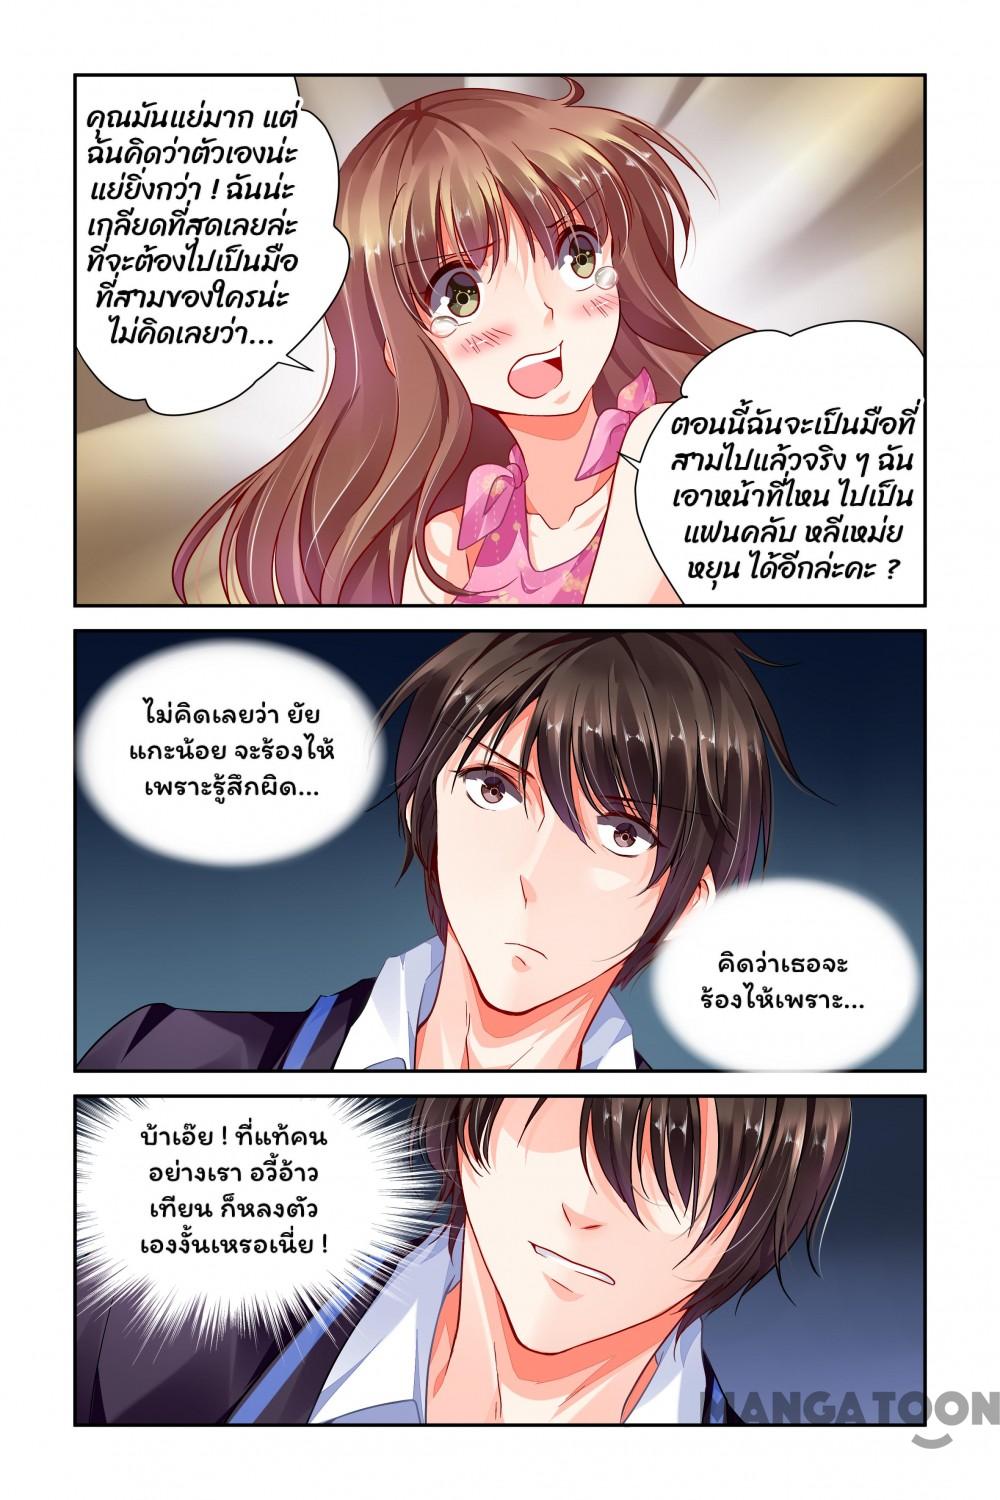 คุณมันแย่มาก แต่
ฉันคิดว่าตัวเองน่ะ
แย่ยิ่งกว่า ! ฉันน่ะ
เกลียดที่สุดเลยล่ะ
ที่จะต้องไปเป็นมือ
ที่สามของใครน่ะ
ไม่คิดเลยว่า...
ตอนนี้ฉันจะเป็นมือที่
สามไปแล้วจริง ๆ ฉัน
เอาหน้าที่ไหน ไปเป็น
แฟนคลับ หลีเหม่ย
หยุน ได้อีกล่ะคะ ?
ไม่คิดเลยว่า ยัย
แกะน้อย จะร้องไห้
เพราะรู้สึกผิด...
คิดว่าเธอจะ
ร้องไห้เพราะ...
บ้าเอ๊ย ! ที่แท้คน
อย่างเรา อวี้อ้าว
เทียน ก็หลงตัว
เองงั้นเหรอเนี่ย !
MANGATOON